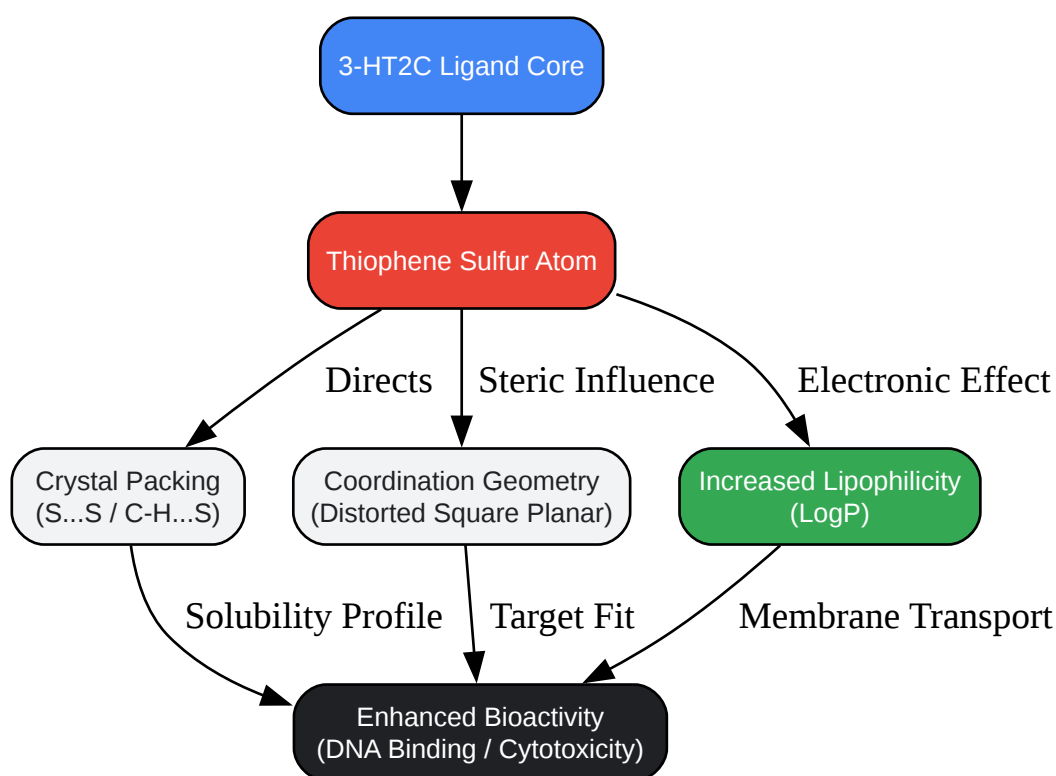 3-HT2C Ligand Core
Thiophene Sulfur Atom
Directs
Steric Influence
Electronic Effect
Crystal Packing
(S...S / C-H...S)
Coordination Geometry
(Distorted Square Planar)
Increased Lipophilicity
(LogP)
Solubility Profile
Target Fit
Membrane Transport
Enhanced Bioactivity
(DNA Binding / Cytotoxicity)